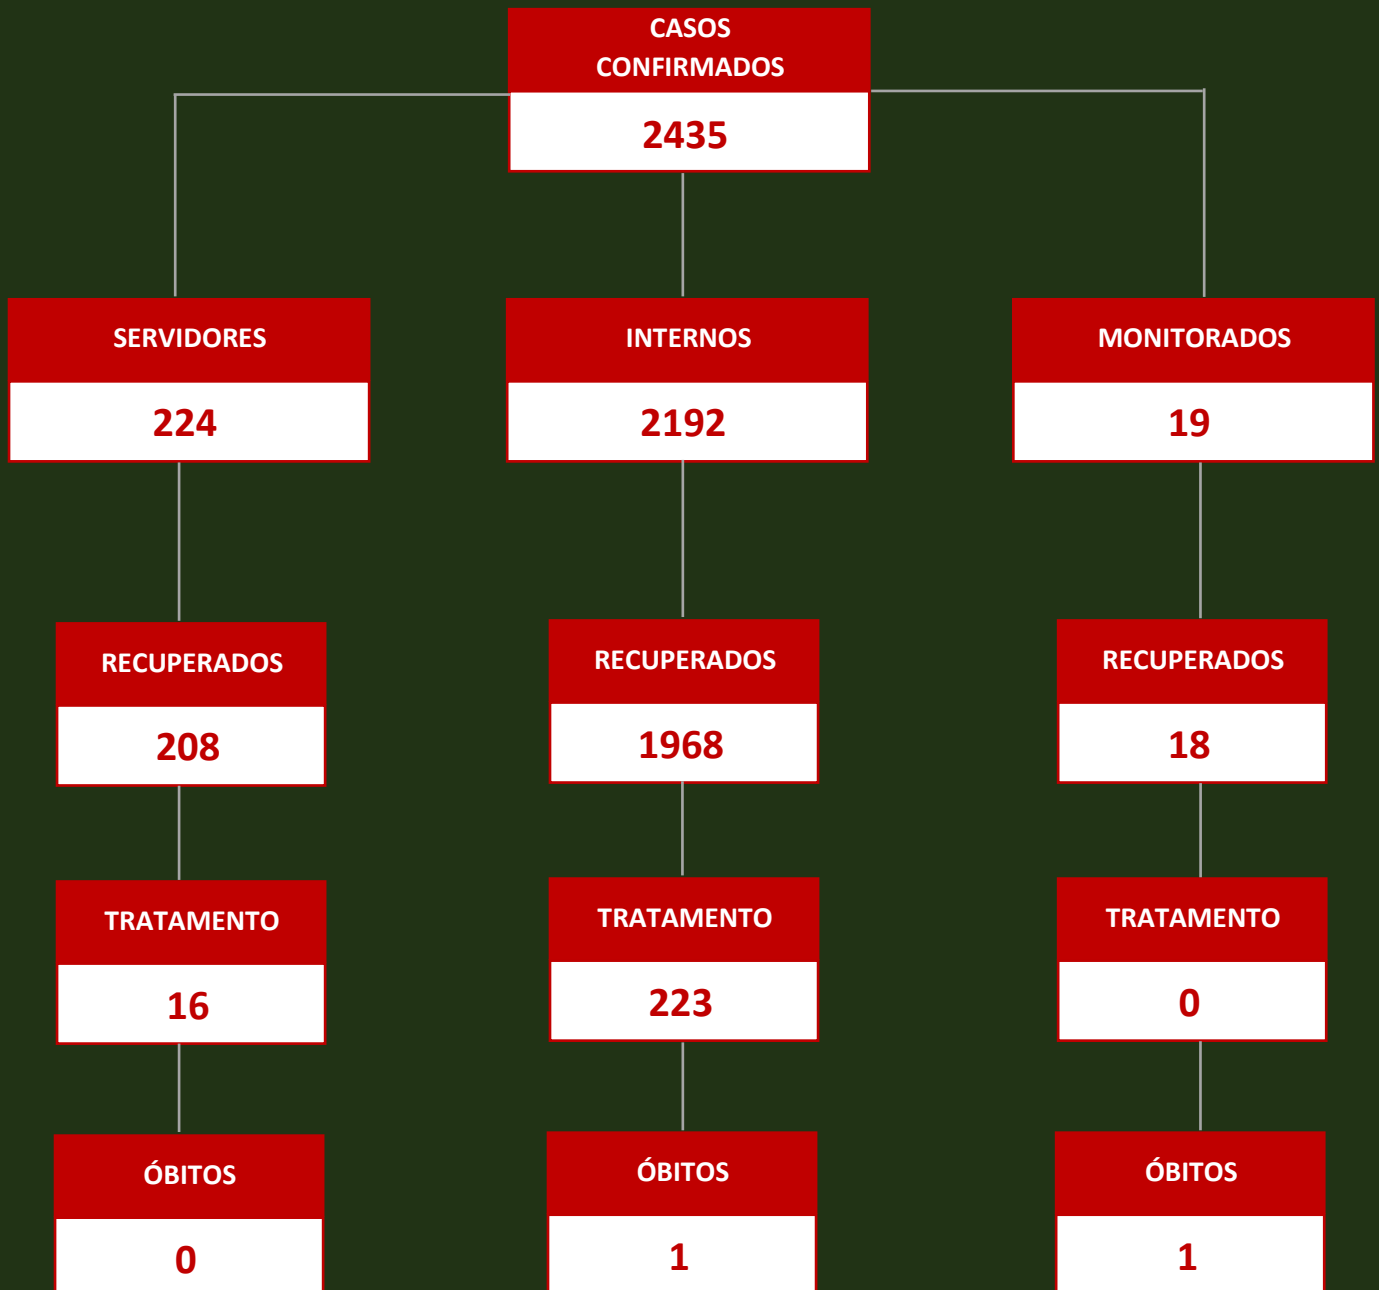 CASOS
CONFIRMADOS
2435
SERVIDORES
INTERNOS
MONITORADOS
224
2192
19
RECUPERADOS
RECUPERADOS
RECUPERADOS
208
1968
18
TRATAMENTO
TRATAMENTO
TRATAMENTO
16
223
0
ÓBITOS
ÓBITOS
ÓBITOS
0
1
1